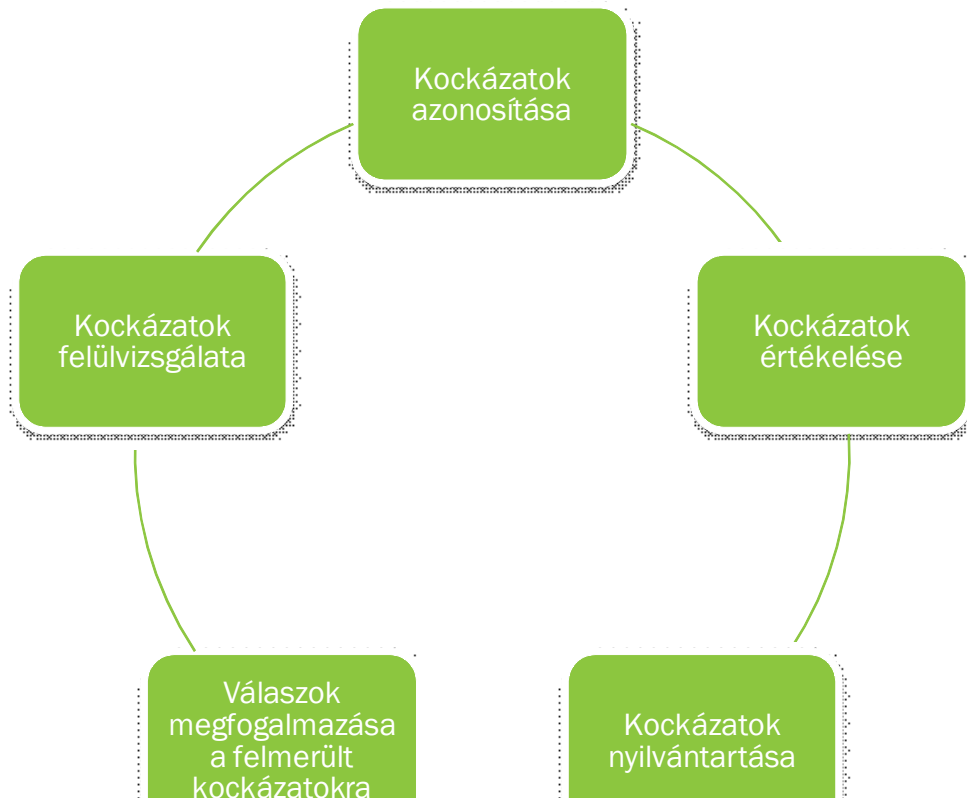 Kockázatok
azonosítása
Kockázatok
felülvizsgálata
Kockázatok
értékelése
Válaszok
megfogalmazása
a felmerült
kockázatokra
Kockázatok
nyilvántartása